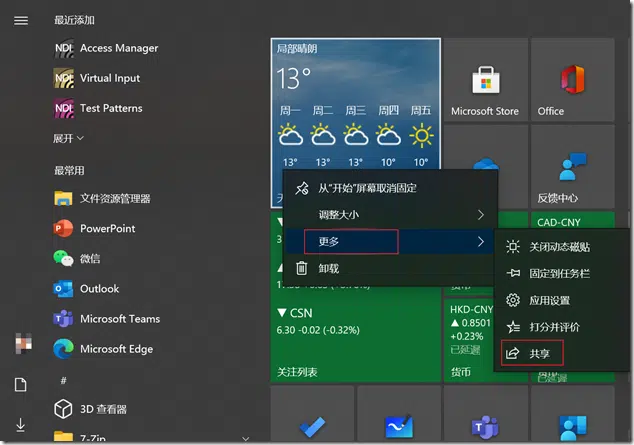 最近添加
NDI Access Manager
NDI Virtual Input
NDI Test Patterns
展开
最常用
文件资源管理器
PowerPoint
微信
Outlook
Microsoft Teams
Microsoft Edge
#
3D 查看器
7-Zip
局部晴朗
13°
周一 周二 周三 周四 周五
13° 13° 13° 10° 10°
Microsoft Store
Office
反馈中心
从"开始"屏幕取消固定
调整大小
更多
卸载
关闭动态磁贴
固定到任务栏
应用设置
打分并评价
共享
▼ CSN
6.30 -0.02 (-0.32%)
关注列表
CAD-CNY
HKD-CNY
▲ 0.8501
+0.23%
已延迟
货币